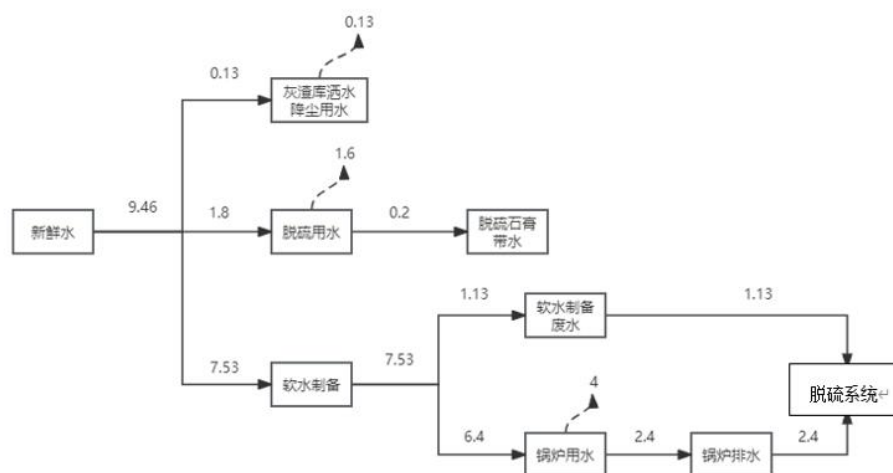 0.13
0.13
灰渣库洒水
降尘用水
1.6
9.46
1.8
0.2
新鲜水
脱硫用水
脱硫石膏
带水
1.13
1.13
软水制备
废水
7.53
7.53
软水制备
脱硫系统↵
4
6.4
2.4
2.4
锅炉用水
锅炉排水